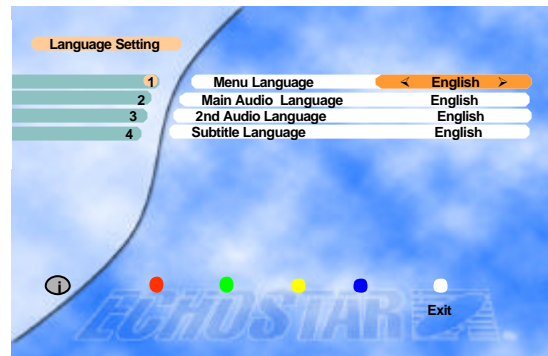 Language Setting
1 Menu Language English
2 Main Audio Language English
3 2nd Audio Language English
4 Subtitle Language English
i
Exit
ECHOSTAR